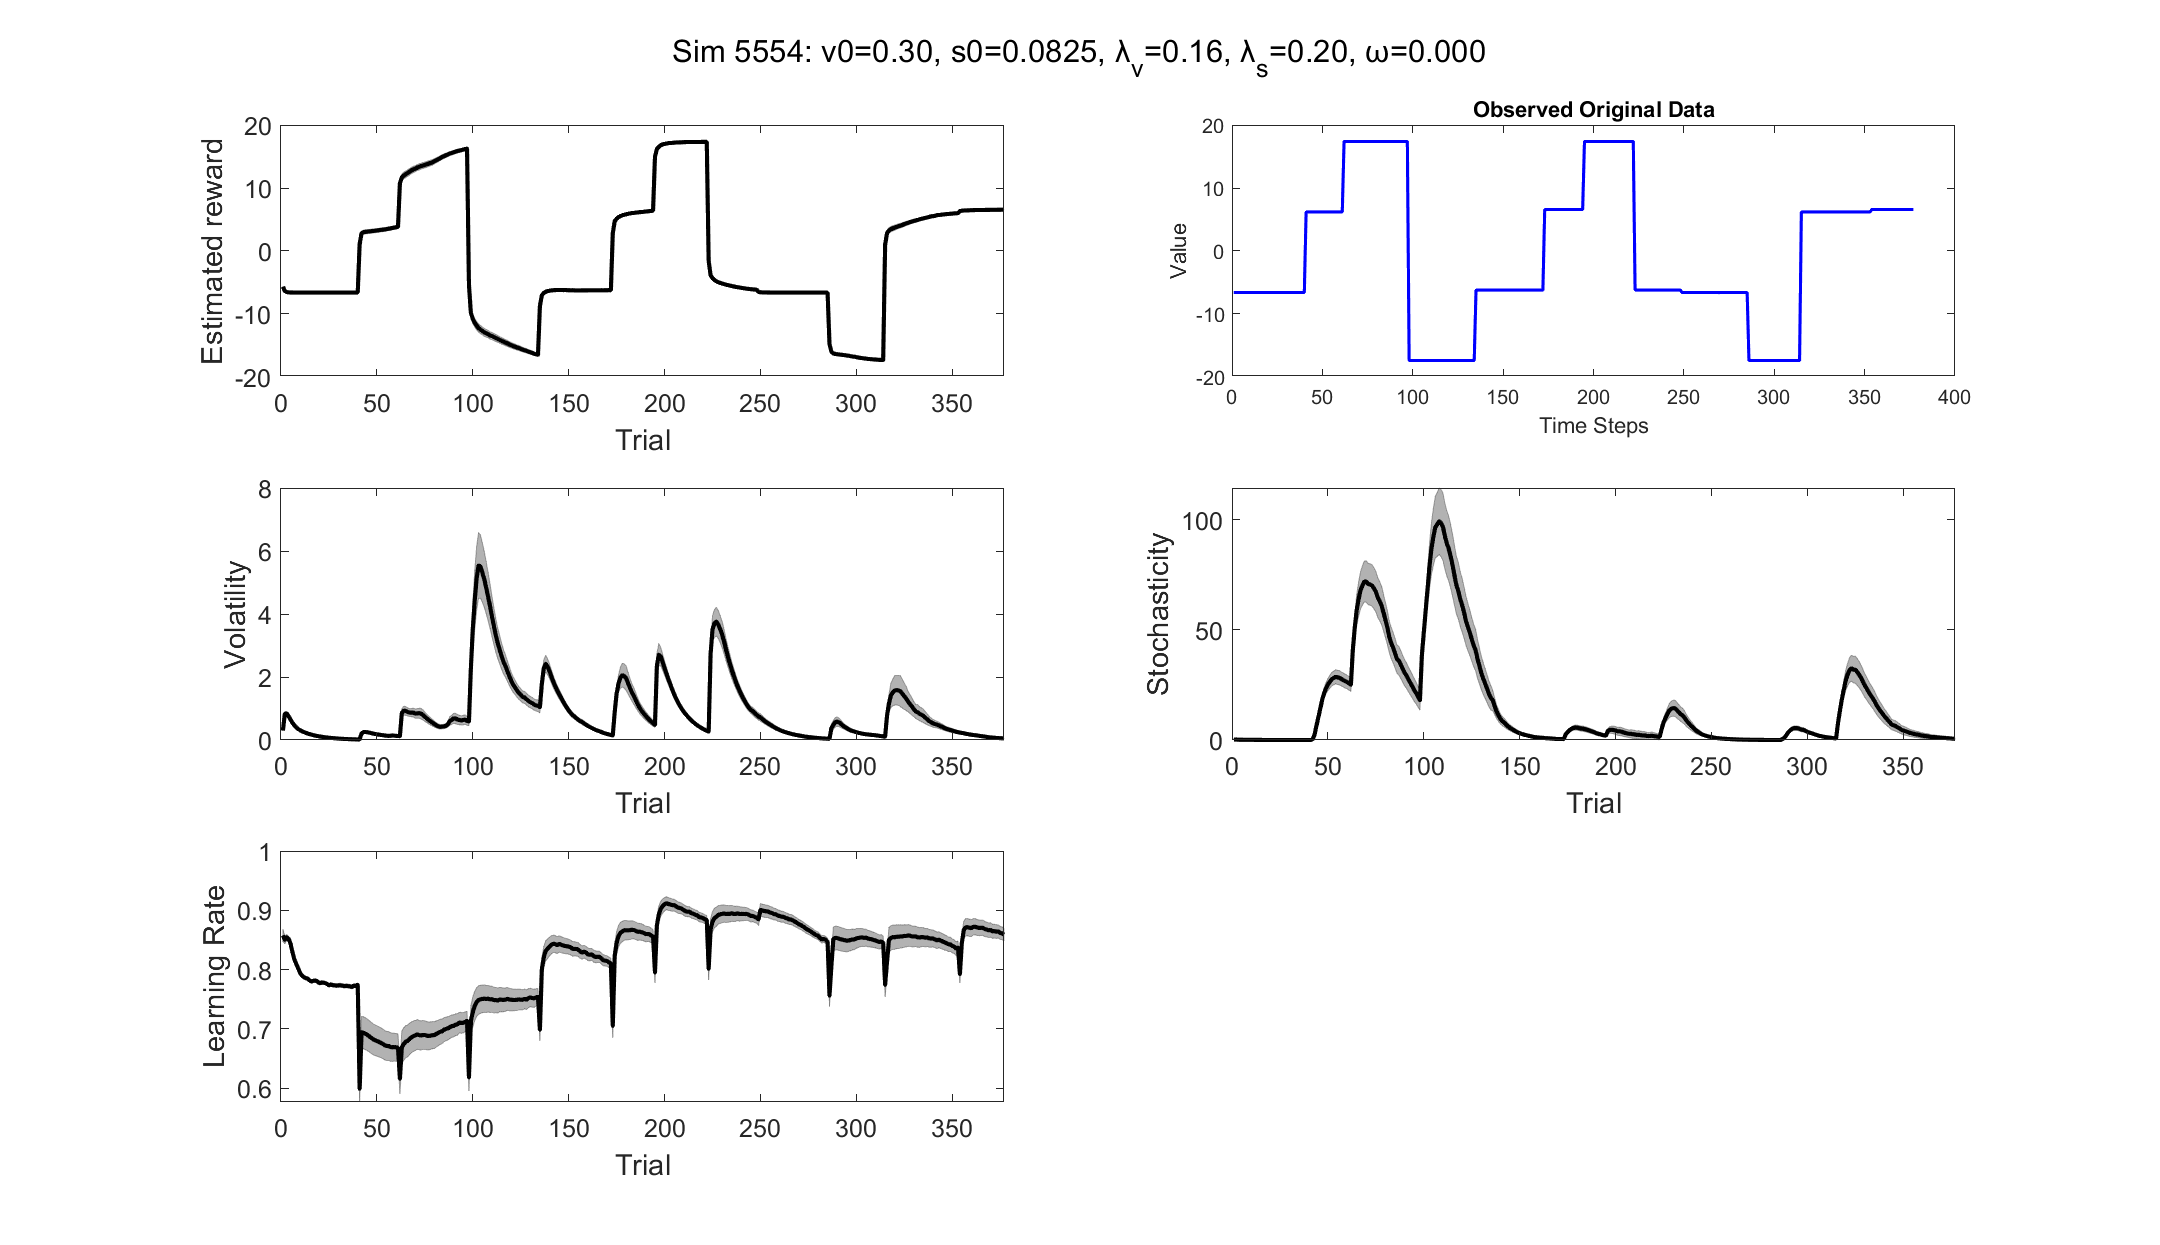 Sim 5554: v0=0.30, s0=0.0825, λv=0.16, λs=0.20, ω=0.000
Estimated reward
20
10
0
-10
-20
0 50 100 150 200 250 300 350
Trial
Observed Original Data
Value
20
10
0
-10
-20
0 50 100 150 200 250 300 350 400
Time Steps
Volatility
8
6
4
2
0
0 50 100 150 200 250 300 350
Trial
Stochasticity
100
50
0
0 50 100 150 200 250 300 350
Trial
Learning Rate
1
0.9
0.8
0.7
0.6
0 50 100 150 200 250 300 350
Trial